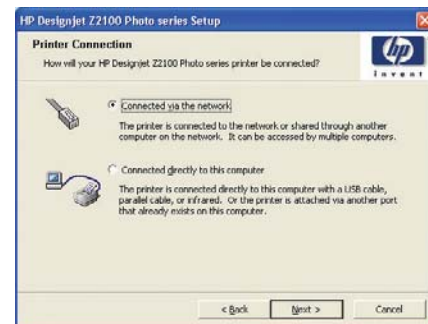 HP Designjet Z2100 Photo series Setup
Printer Connection
How will your HP Designjet Z2100 Photo series printer be connected?
hp
invent
Connected via the network
The printer is connected to the network or shared through another
computer on the network. It can be accessed by multiple computers.
Connected directly to this computer
The printer is connected directly to this computer with a USB cable,
parallel cable, or infrared. Or the printer is attached via another port
that already exists on this computer.
< Back
Next >
Cancel